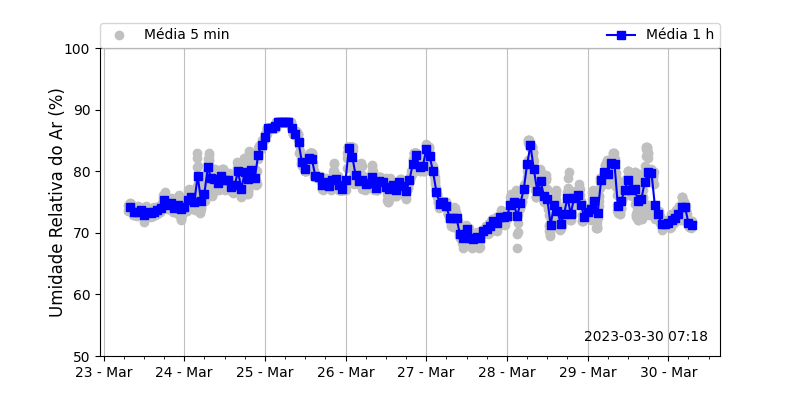 Média 5 min
Média 1 h
Umidade Relativa do Ar (%)
100
90
80
70
60
50
2023-03-30 07:18
23 - Mar
24 - Mar
25 - Mar
26 - Mar
27 - Mar
28 - Mar
29 - Mar
30 - Mar